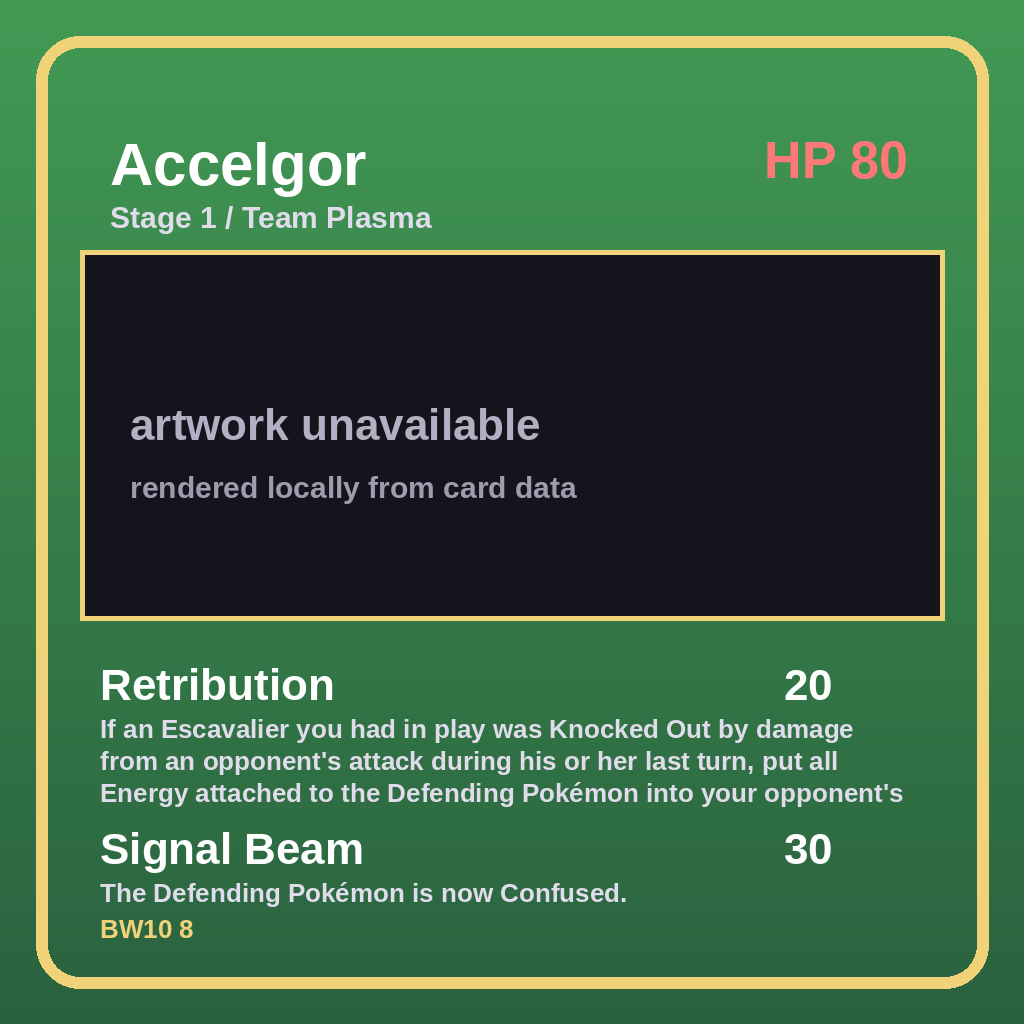 Accelgor
HP 80
Stage 1 / Team Plasma
artwork unavailable
rendered locally from card data
Retribution 20
If an Escavalier you had in play was Knocked Out by damage
from an opponent's attack during his or her last turn, put all
Energy attached to the Defending Pokémon into your opponent's
Signal Beam 30
The Defending Pokémon is now Confused.
BW10 8